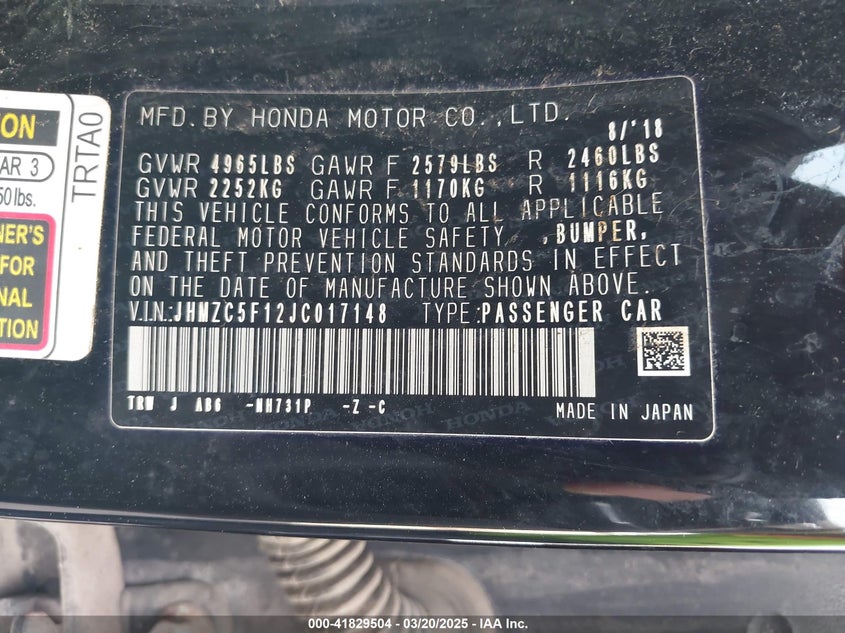 ION
AR 3
50 lbs.
NER'S
FOR
NAL
TION
TRTA0
MFD. BY HONDA MOTOR CO., LTD. 8/'18
GVWR 4965LBS GAWR F 2579LBS R 2460LBS
GVWR 2252KG GAWR F 1170KG R 1116KG
THIS VEHICLE CONFORMS TO ALL APPLICABLE
FEDERAL MOTOR VEHICLE SAFETY, BUMPER,
AND THEFT PREVENTION STANDARDS IN EFFECT
ON THE DATE OF MANUFACTURE SHOWN ABOVE.
V.I.N:JHMZC5F12JC017148 TYPE:PASSENGER CAR
TRW J AB6 -NH731P -Z -C
MADE IN JAPAN
HONDA
000-41829504 — 03/20/2025 — IAA Inc.